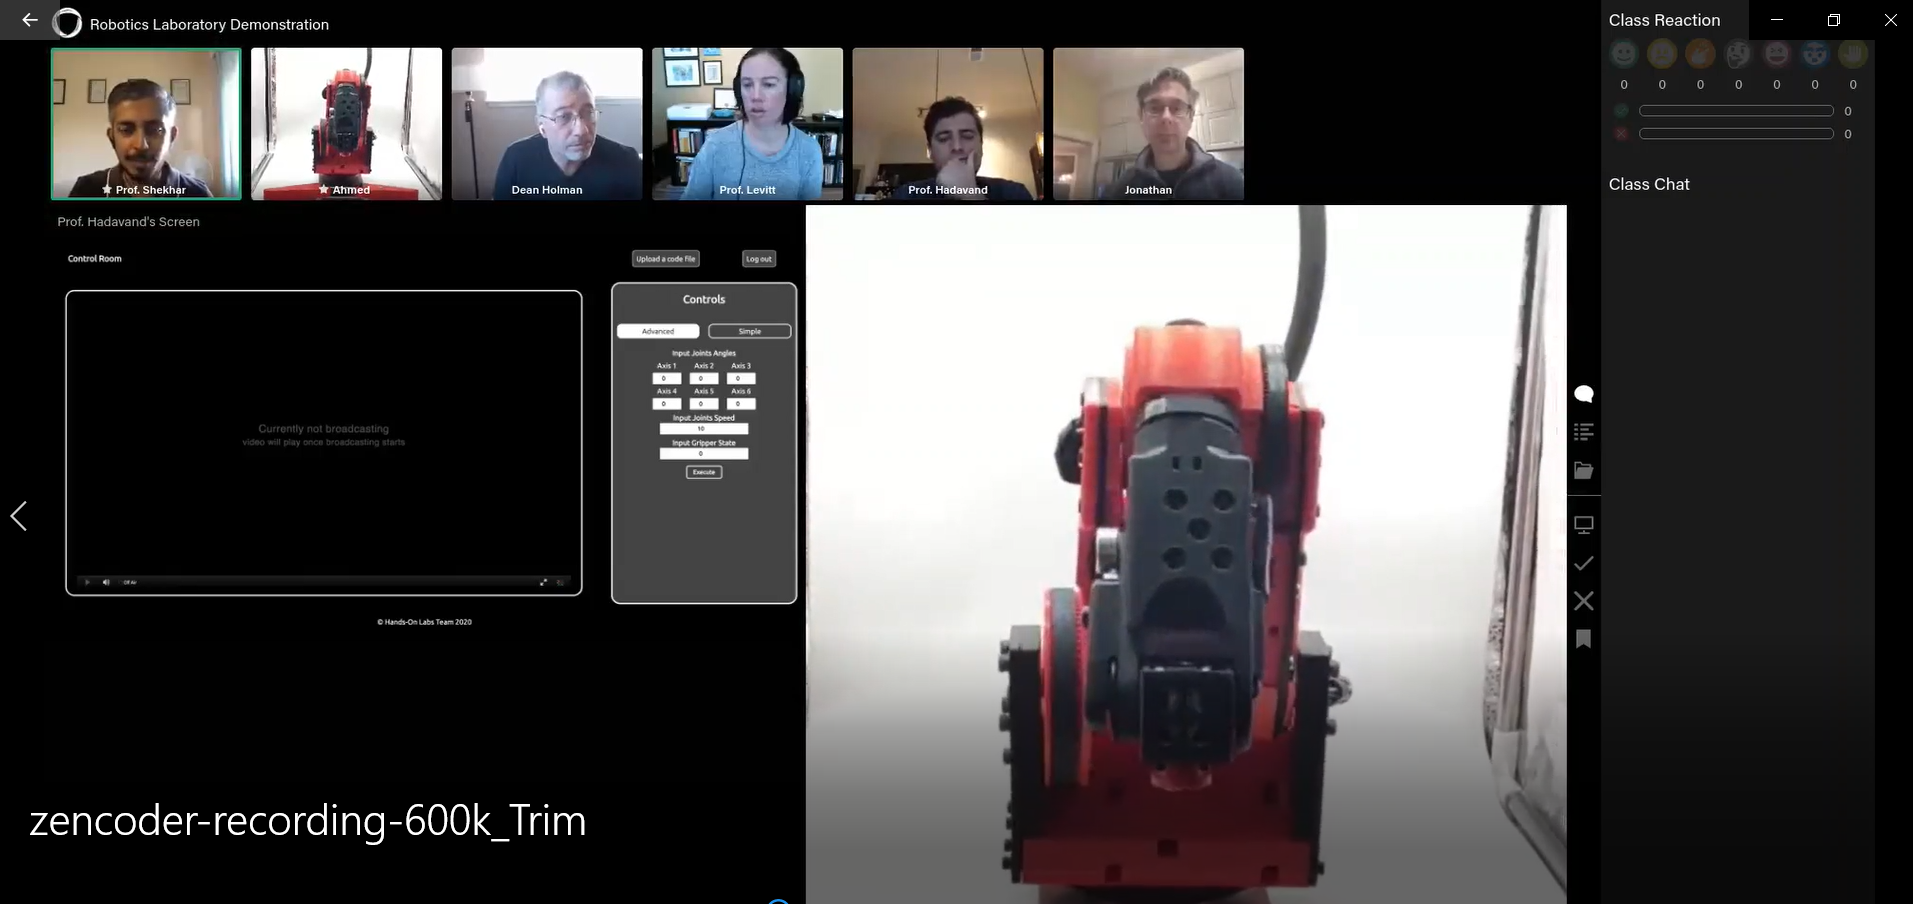 Robotics Laboratory Demonstration
Class Reaction
0 0 0 0 0 0 0
0
0
Prof. Shekhar
Ahmed
Dean Holman
Prof. Levitt
Prof. Hadavand
Jonathan
Class Chat
Prof. Hadavand's Screen
Control Room
Upload a code file
Log out
Controls
Advanced
Simple
Input Joints Angles
Axis 1 Axis 2 Axis 3
0 0 0
Axis 4 Axis 5 Axis 6
0 0 0
Input Joints Speed
10
Input Gripper State
0
Execute
Currently not broadcasting
video will play once broadcasting starts
© Hands-On Labs Team 2020
zencoder-recording-600k_Trim